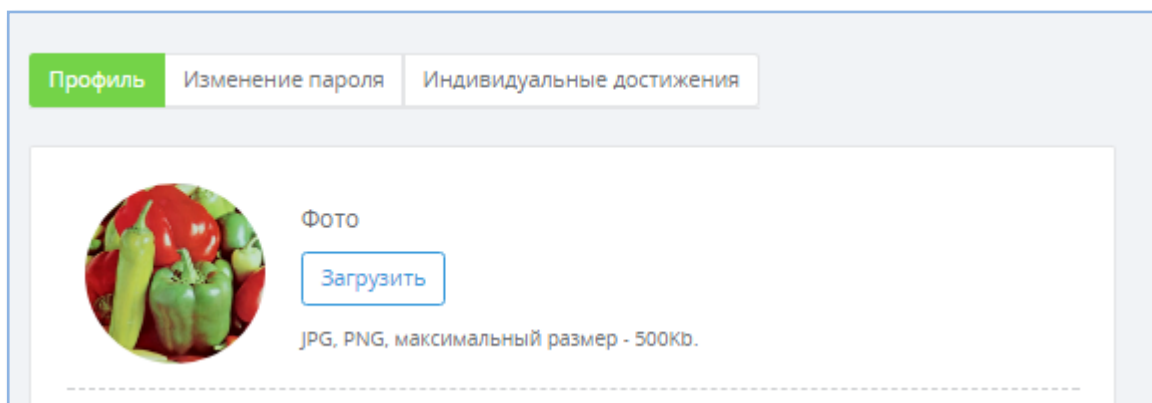 Профиль Изменение пароля Индивидуальные достижения
Фото
Загрузить
JPG, PNG, максимальный размер - 500Kb.